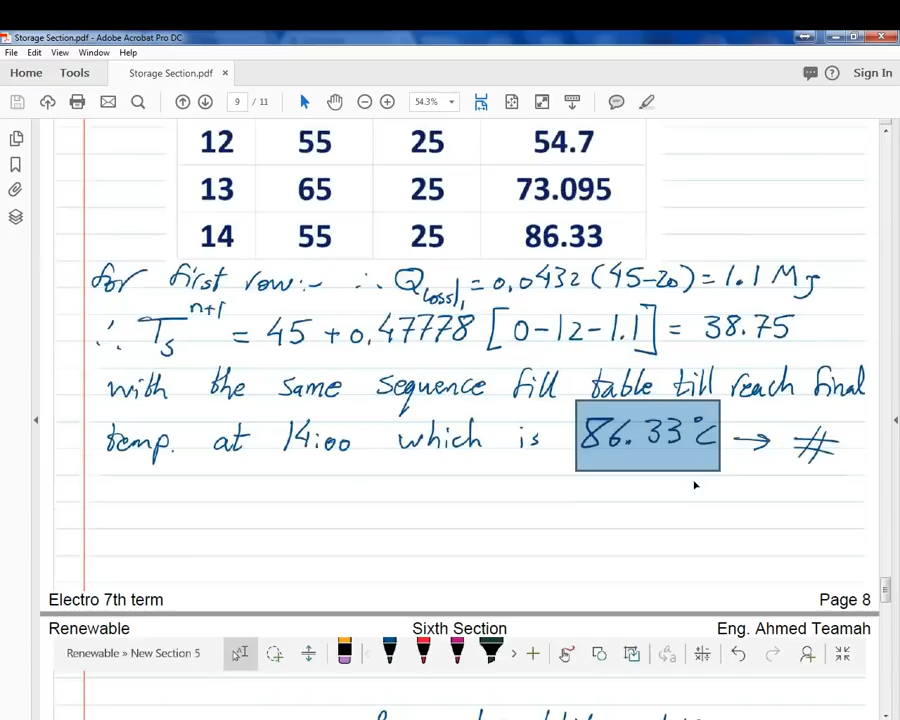 Storage Section.pdf - Adobe Acrobat Pro DC
File Edit View Window Help
Home Tools Storage Section.pdf × Sign In
9 / 11 54.3%
12 55 25 54.7
13 65 25 73.095
14 55 25 86.33
for first row:- ∴ Qloss)₁ = 0.0432 (45-20) = 1.1 MJ
∴ Ts^n+1 = 45 + 0.47778 [0-12-1.1] = 38.75
with the same sequence fill table till reach final
temp. at 14:00 which is 86.33°C → #
Electro 7th term Page 8
Renewable Sixth Section Eng. Ahmed Teamah
Renewable » New Section 5